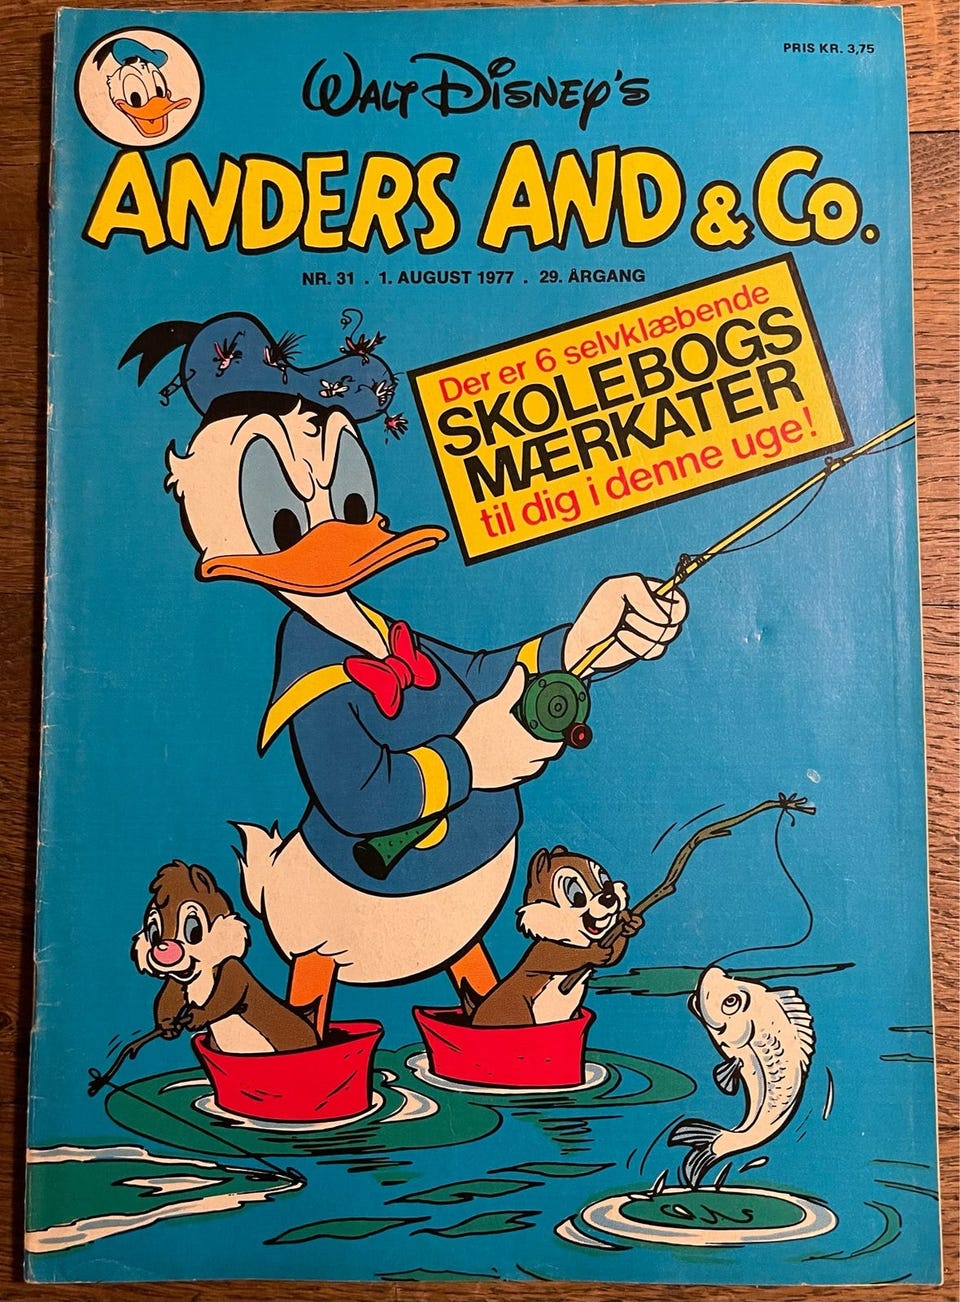 PRIS KR. 3,75
WALT DISNEY'S
ANDERS AND & CO.
NR. 31 . 1. AUGUST 1977 . 29. ÅRGANG
Der er 6 selvklæbende
SKOLEBOGS
MÆRKATER
til dig i denne uge!